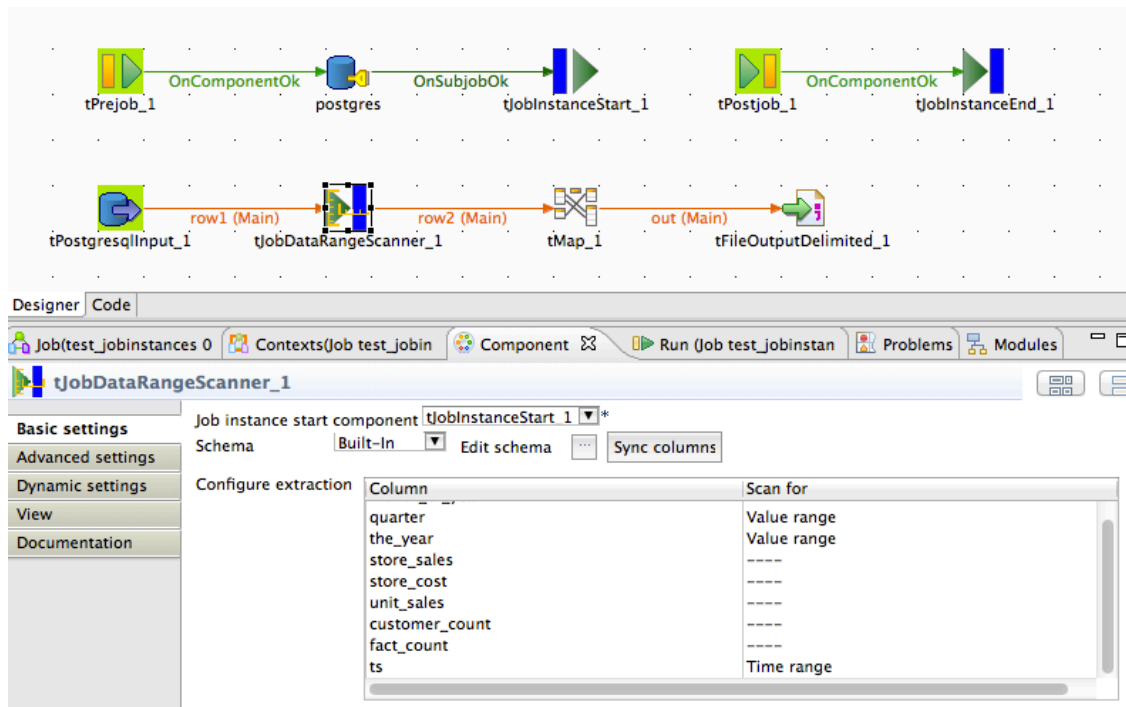 OnComponentOk OnSubjobOk OnComponentOk
tPrejob_1 postgres tJobInstanceStart_1 tPostjob_1 tJobInstanceEnd_1
row1 (Main) row2 (Main) out (Main)
tPostgresqlInput_1 tJobDataRangeScanner_1 tMap_1 tFileOutputDelimited_1
Designer Code
Job(test_jobinstances 0 Contexts(Job test_jobin Component Run (Job test_jobinstan Problems Modules
tJobDataRangeScanner_1
Basic settings
Advanced settings
Dynamic settings
View
Documentation
Job instance start component tJobInstanceStart_1 *
Schema Built-In Edit schema ... Sync columns
Configure extraction Column Scan for
quarter Value range
the_year Value range
store_sales ----
store_cost ----
unit_sales ----
customer_count ----
fact_count ----
ts Time range